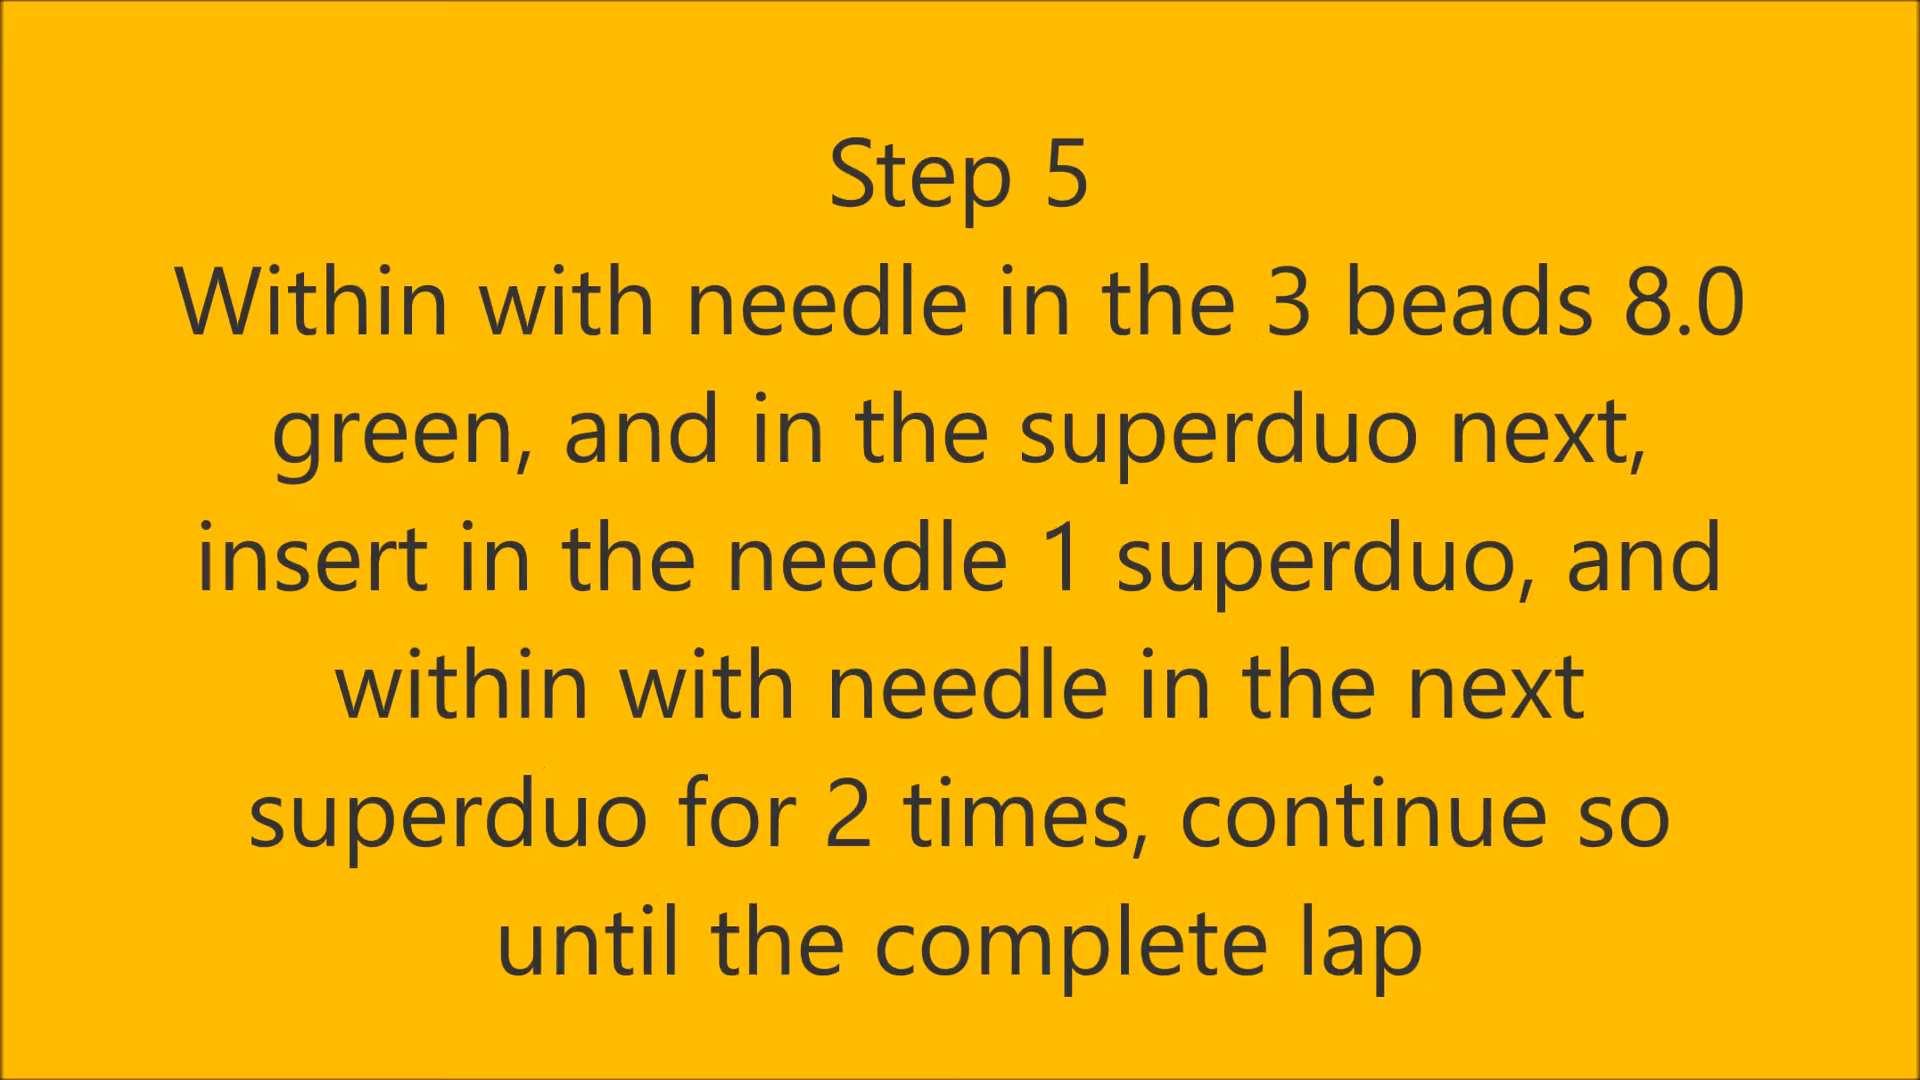 Step 5
Within with needle in the 3 beads 8.0
green, and in the superduo next,
insert in the needle 1 superduo, and
within with needle in the next
superduo for 2 times, continue so
until the complete lap